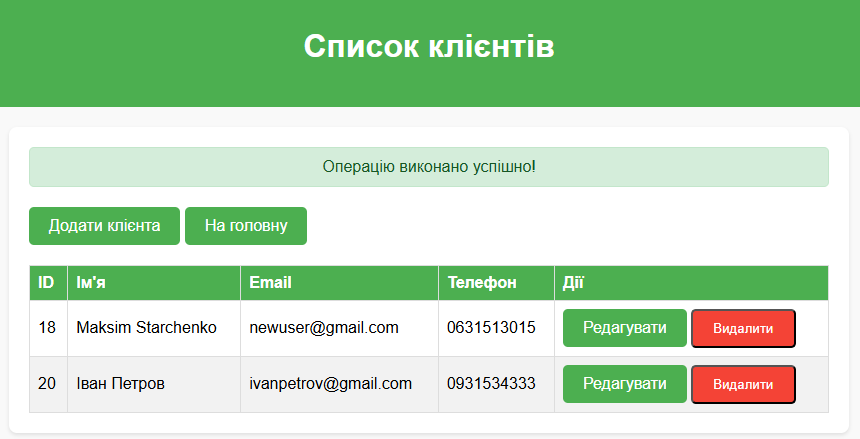 Список клієнтів
Операцію виконано успішно!
Додати клієнта На головну
ID Ім'я Email Телефон Дії
18 Maksim Starchenko newuser@gmail.com 0631513015 Редагувати Видалити
20 Іван Петров ivanpetrov@gmail.com 0931534333 Редагувати Видалити